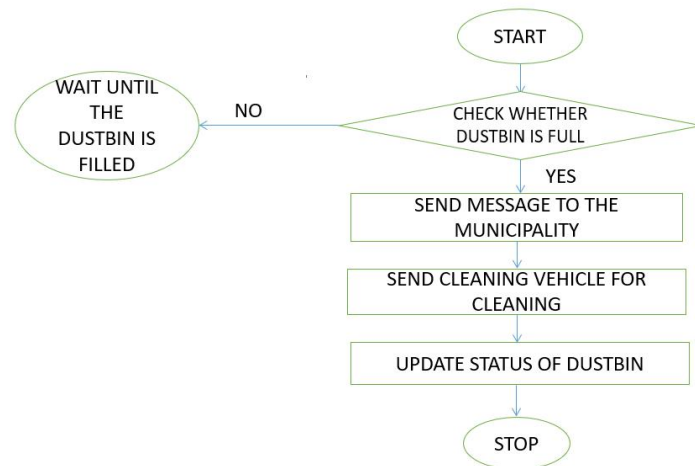 START
WAIT UNTIL
THE
DUSTBIN IS
FILLED
NO
CHECK WHETHER
DUSTBIN IS FULL
YES
SEND MESSAGE TO THE
MUNICIPALITY
SEND CLEANING VEHICLE FOR
CLEANING
UPDATE STATUS OF DUSTBIN
STOP